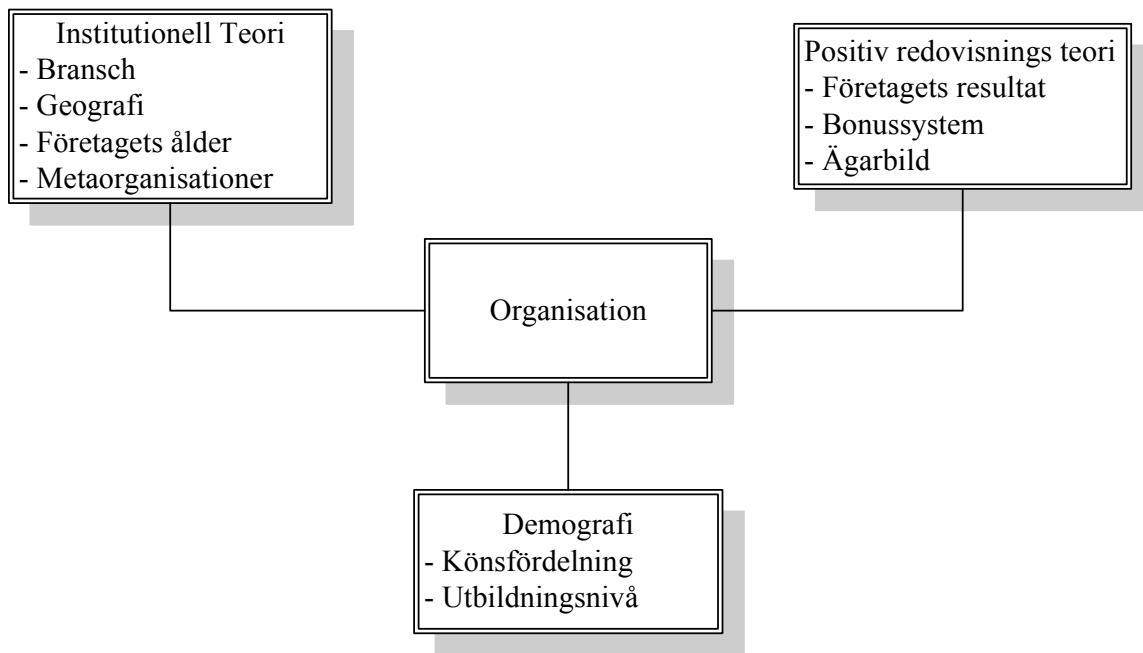 Institutionell Teori
- Bransch
- Geografi
- Företagets ålder
- Metaorganisationer
Positiv redovisnings teori
- Företagets resultat
- Bonussystem
- Ägarbild
Organisation
Demografi
- Könsfördelning
- Utbildningsnivå